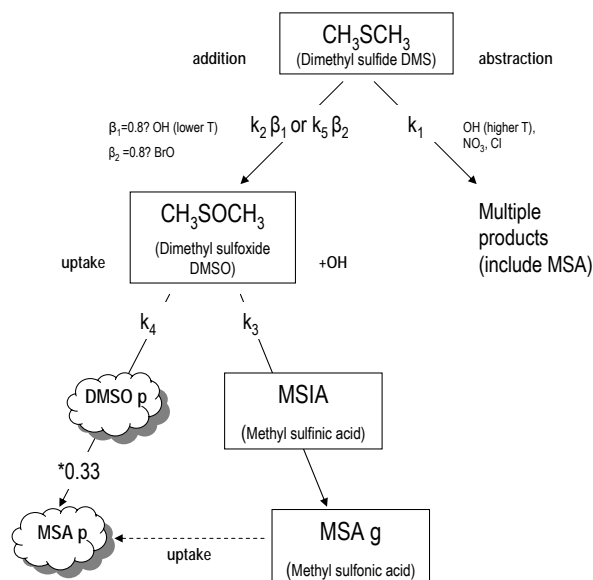 CH₃SCH₃
(Dimethyl sulfide DMS)
addition
abstraction
β₁=0.8? OH (lower T)
β₂ =0.8? BrO
k₂ β₁ or k₅ β₂
k₁
OH (higher T),
NO₃, Cl
CH₃SOCH₃
(Dimethyl sulfoxide
DMSO)
uptake
+OH
Multiple
products
(include MSA)
k₄
k₃
DMSO p
MSIA
(Methyl sulfinic acid)
*0.33
MSA p
uptake
MSA g
(Methyl sulfonic acid)